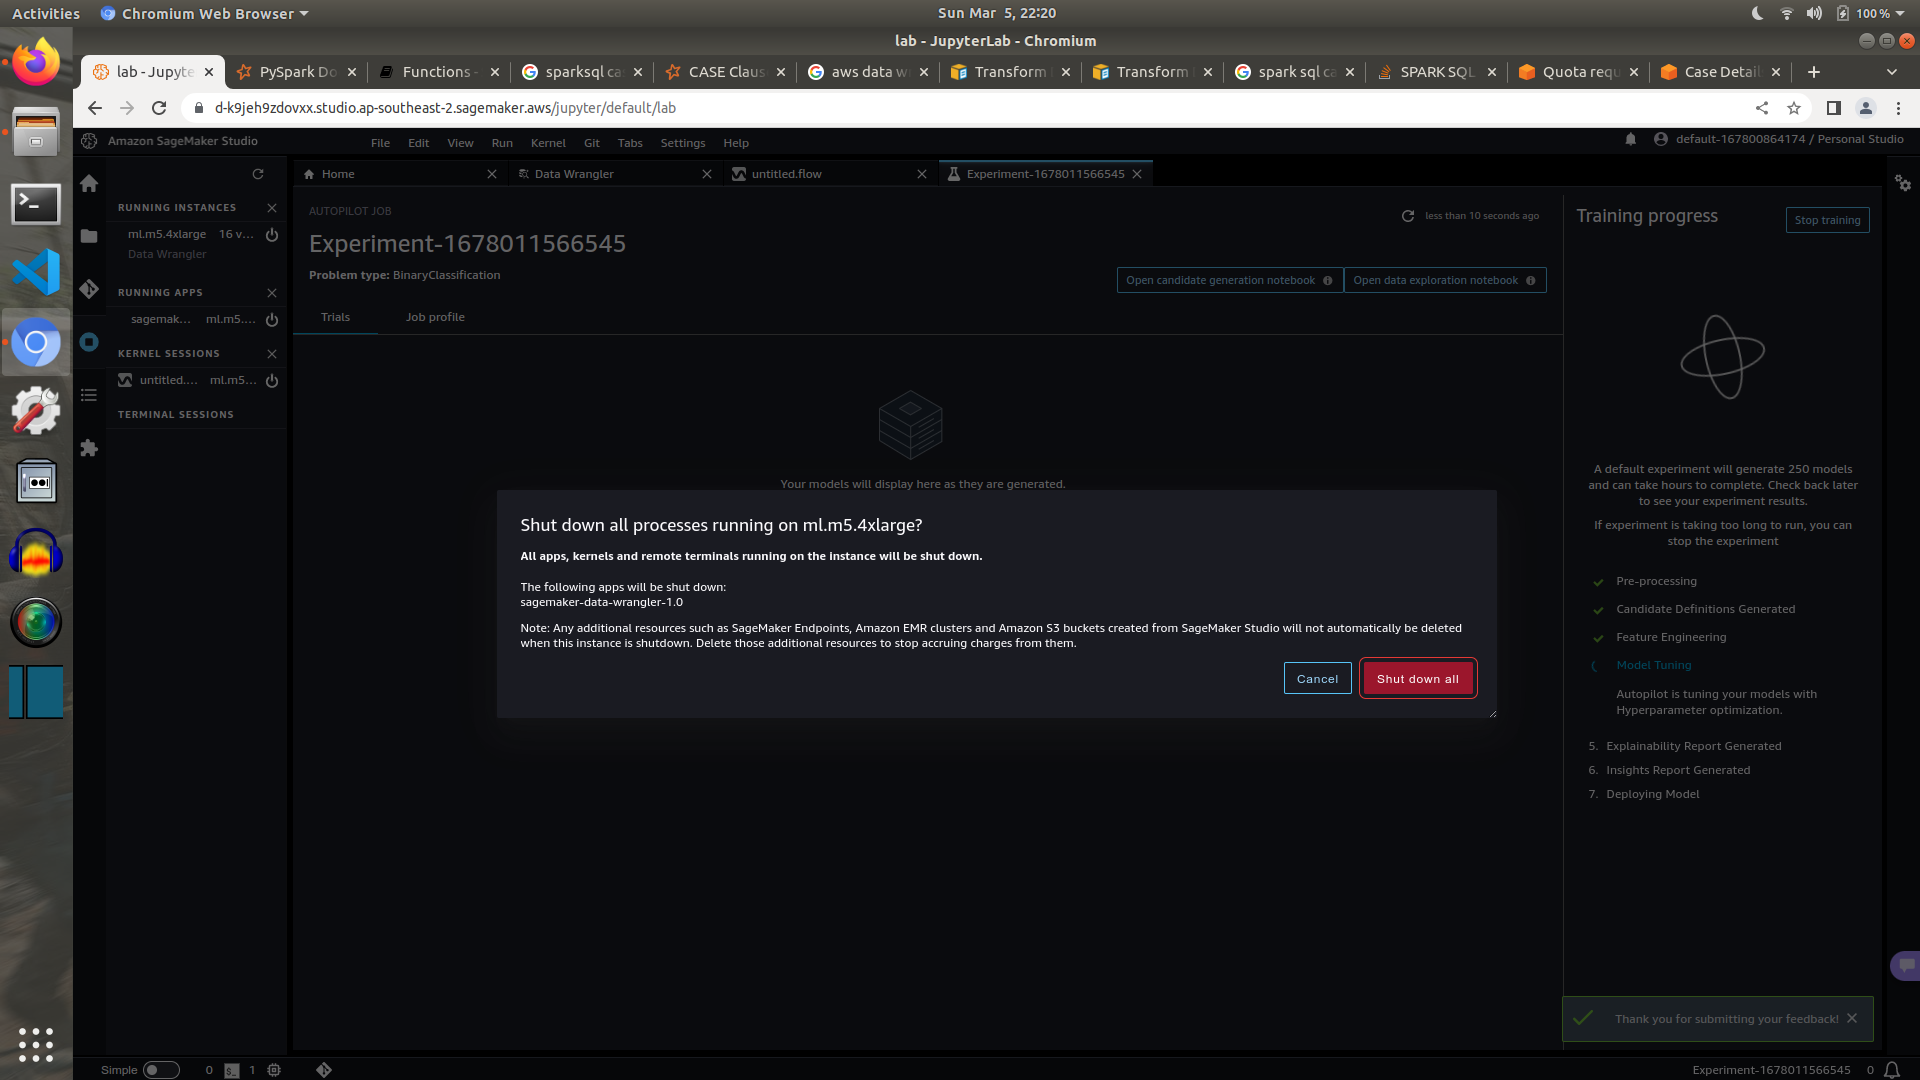 Activities
Chromium Web Browser
Sun Mar 5, 22:20
100 %
lab - JupyterLab - Chromium
lab - Jupyte
PySpark Do
Functions -
sparksql ca
CASE Claus
aws data w
Transform
Transform
spark sql ca
SPARK SQL
Quota requ
Case Detail
d-k9jeh9zdovxx.studio.ap-southeast-2.sagemaker.aws/jupyter/default/lab
Amazon SageMaker Studio
File Edit View Run Kernel Git Tabs Settings Help
default-167800864174 / Personal Studio
Home
Data Wrangler
untitled.flow
Experiment-1678011566545
RUNNING INSTANCES
ml.m5.4xlarge 16 v...
Data Wrangler
RUNNING APPS
sagemak... ml.m5....
KERNEL SESSIONS
untitled.... ml.m5...
TERMINAL SESSIONS
AUTOPILOT JOB
less than 10 seconds ago
Experiment-1678011566545
Problem type: BinaryClassification
Open candidate generation notebook
Open data exploration notebook
Trials
Job profile
Your models will display here as they are generated.
Shut down all processes running on ml.m5.4xlarge?
All apps, kernels and remote terminals running on the instance will be shut down.
The following apps will be shut down:
sagemaker-data-wrangler-1.0
Note: Any additional resources such as SageMaker Endpoints, Amazon EMR clusters and Amazon S3 buckets created from SageMaker Studio will not automatically be deleted
when this instance is shutdown. Delete those additional resources to stop accruing charges from them.
Cancel
Shut down all
Training progress
Stop training
A default experiment will generate 250 models
and can take hours to complete. Check back later
to see your experiment results.
If experiment is taking too long to run, you can
stop the experiment
Pre-processing
Candidate Definitions Generated
Feature Engineering
Model Tuning
Autopilot is tuning your models with
Hyperparameter optimization.
5. Explainability Report Generated
6. Insights Report Generated
7. Deploying Model
Thank you for submitting your feedback!
Simple
0
1
Experiment-1678011566545
0